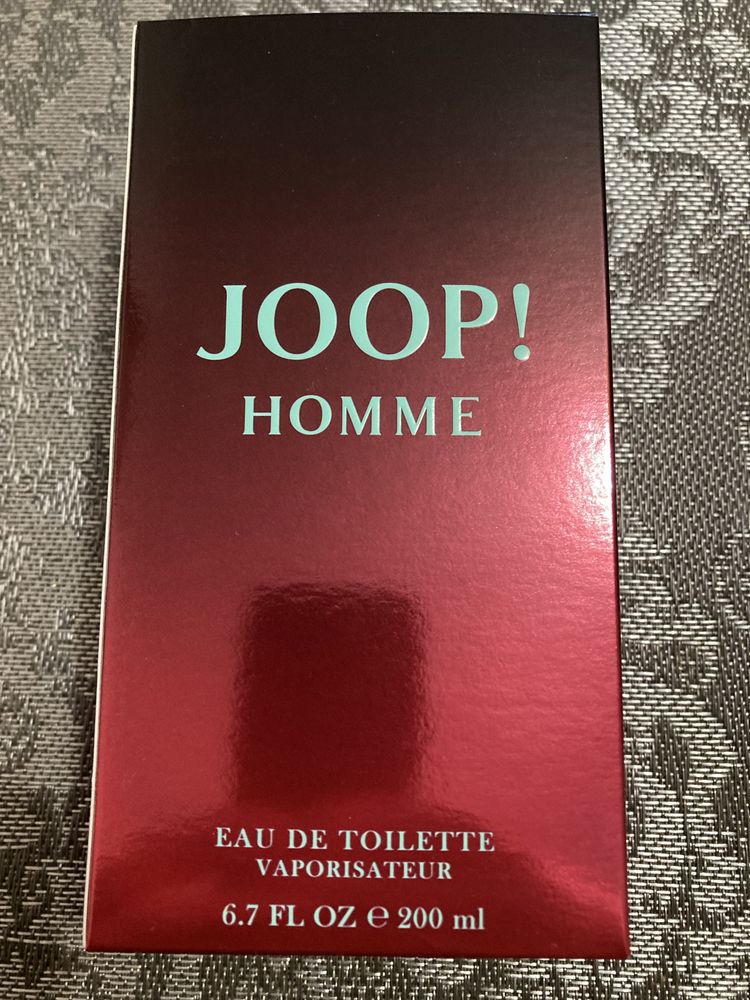 JOOP!
HOMME
EAU DE TOILETTE
VAPORISATEUR
6.7 FL OZ ℮ 200 ml